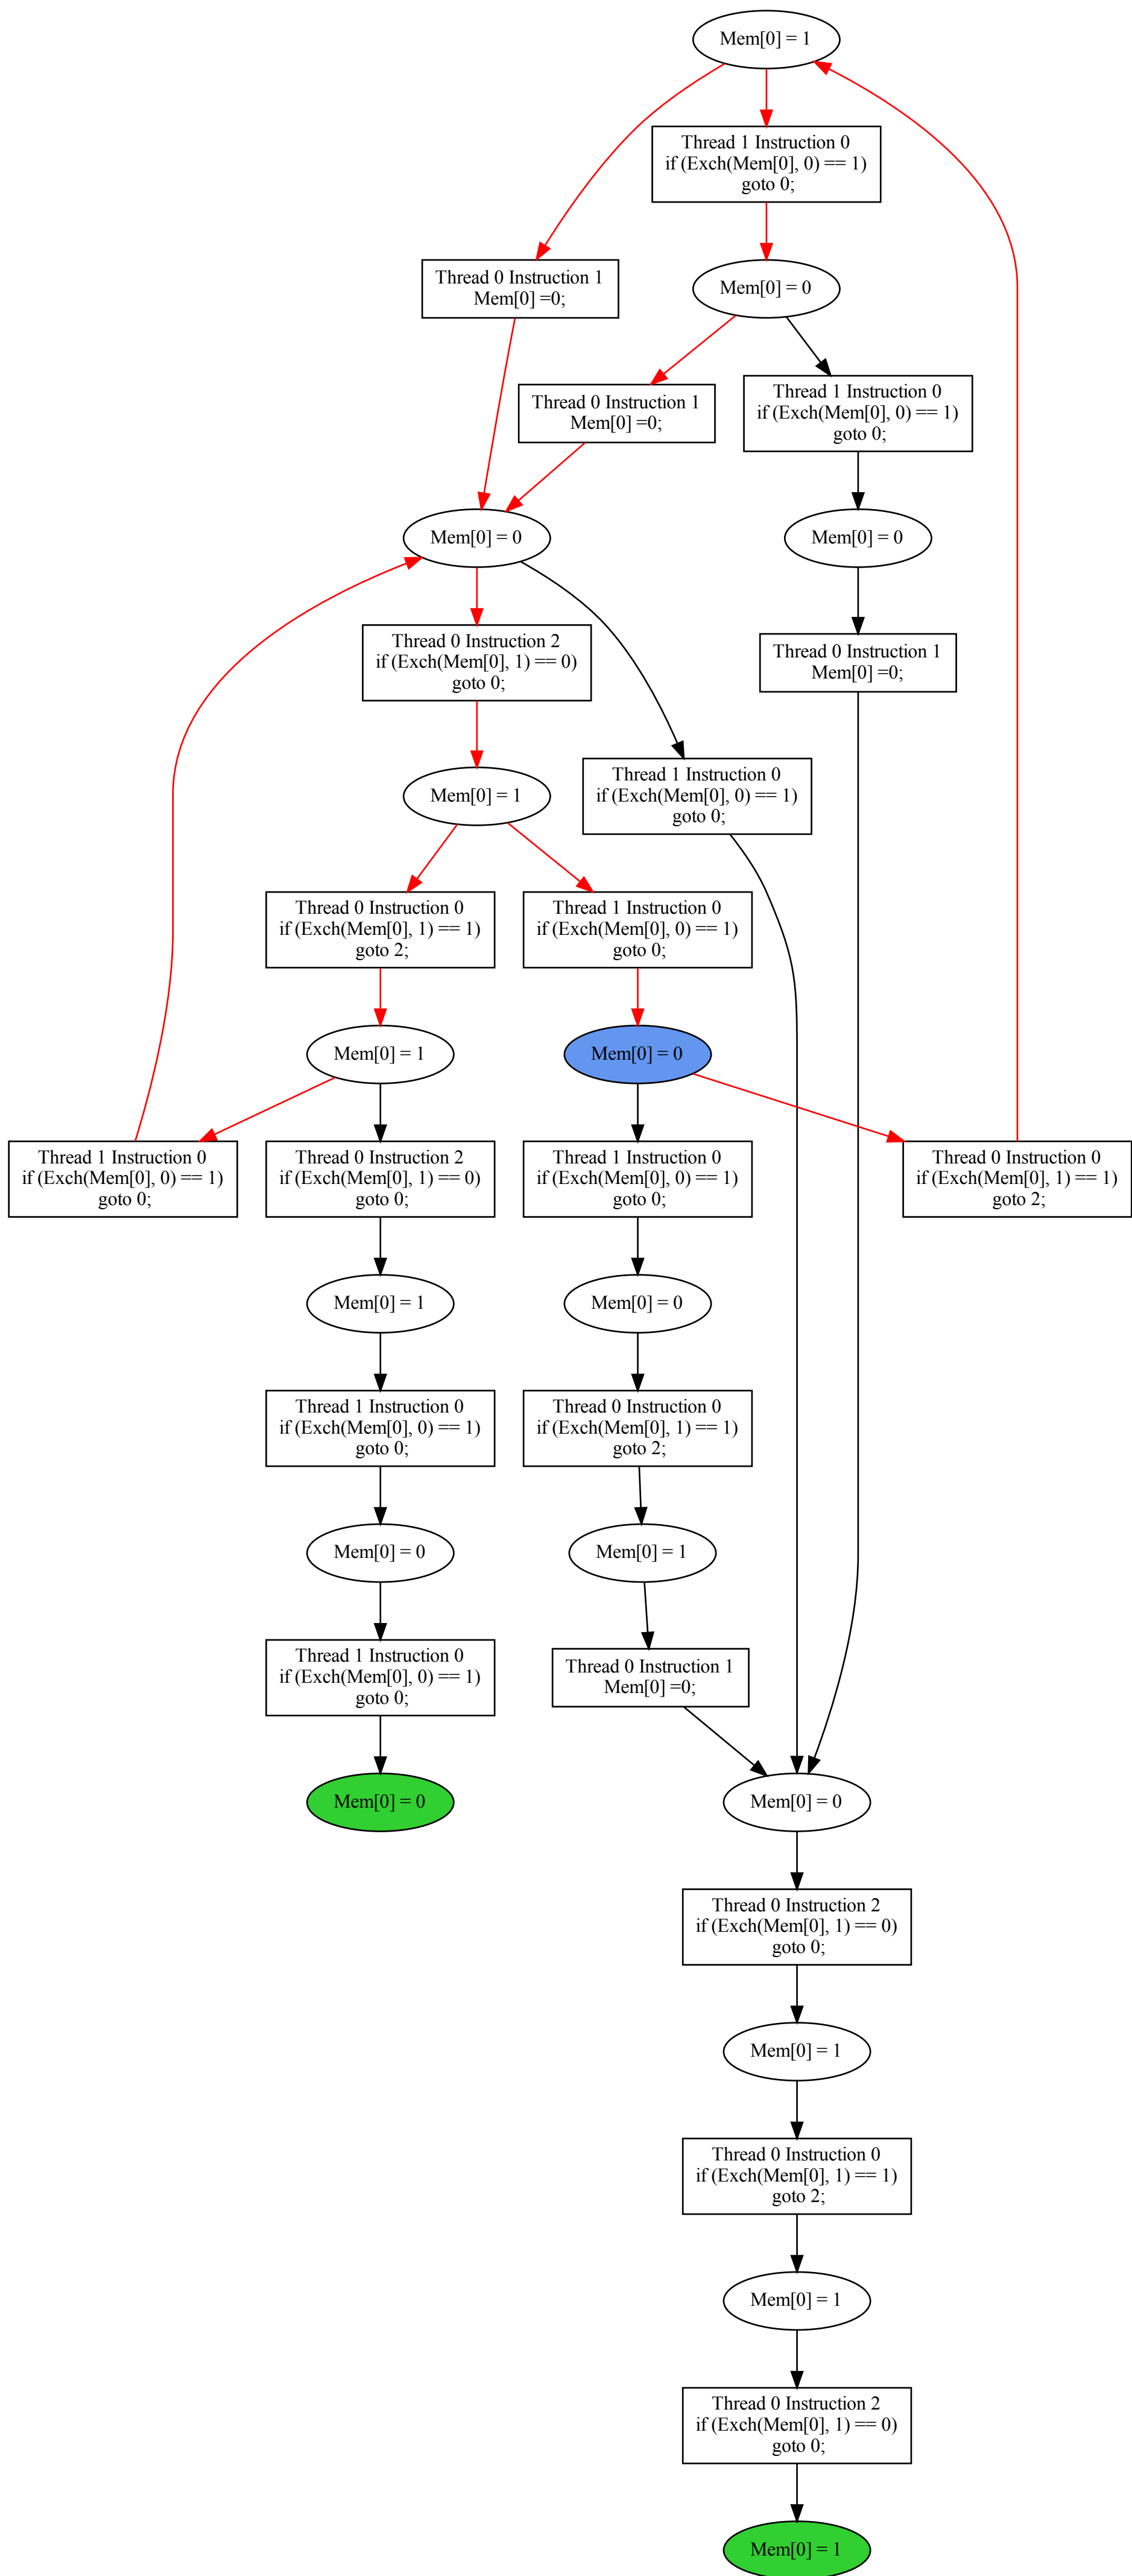 Mem[0] = 1
Thread 1 Instruction 0
if (Exch(Mem[0], 0) == 1)
goto 0;
Thread 0 Instruction 1
Mem[0] =0;
Mem[0] = 0
Thread 0 Instruction 1
Mem[0] =0;
Thread 1 Instruction 0
if (Exch(Mem[0], 0) == 1)
goto 0;
Mem[0] = 0
Mem[0] = 0
Thread 0 Instruction 2
if (Exch(Mem[0], 1) == 0)
goto 0;
Thread 0 Instruction 1
Mem[0] =0;
Mem[0] = 1
Thread 1 Instruction 0
if (Exch(Mem[0], 0) == 1)
goto 0;
Thread 0 Instruction 0
if (Exch(Mem[0], 1) == 1)
goto 2;
Thread 1 Instruction 0
if (Exch(Mem[0], 0) == 1)
goto 0;
Mem[0] = 1
Mem[0] = 0
Thread 1 Instruction 0
if (Exch(Mem[0], 0) == 1)
goto 0;
Thread 0 Instruction 2
if (Exch(Mem[0], 1) == 0)
goto 0;
Thread 1 Instruction 0
if (Exch(Mem[0], 0) == 1)
goto 0;
Thread 0 Instruction 0
if (Exch(Mem[0], 1) == 1)
goto 2;
Mem[0] = 1
Mem[0] = 0
Thread 1 Instruction 0
if (Exch(Mem[0], 0) == 1)
goto 0;
Thread 0 Instruction 0
if (Exch(Mem[0], 1) == 1)
goto 2;
Mem[0] = 0
Mem[0] = 1
Thread 1 Instruction 0
if (Exch(Mem[0], 0) == 1)
goto 0;
Thread 0 Instruction 1
Mem[0] =0;
Mem[0] = 0
Mem[0] = 0
Thread 0 Instruction 2
if (Exch(Mem[0], 1) == 0)
goto 0;
Mem[0] = 1
Thread 0 Instruction 0
if (Exch(Mem[0], 1) == 1)
goto 2;
Mem[0] = 1
Thread 0 Instruction 2
if (Exch(Mem[0], 1) == 0)
goto 0;
Mem[0] = 1